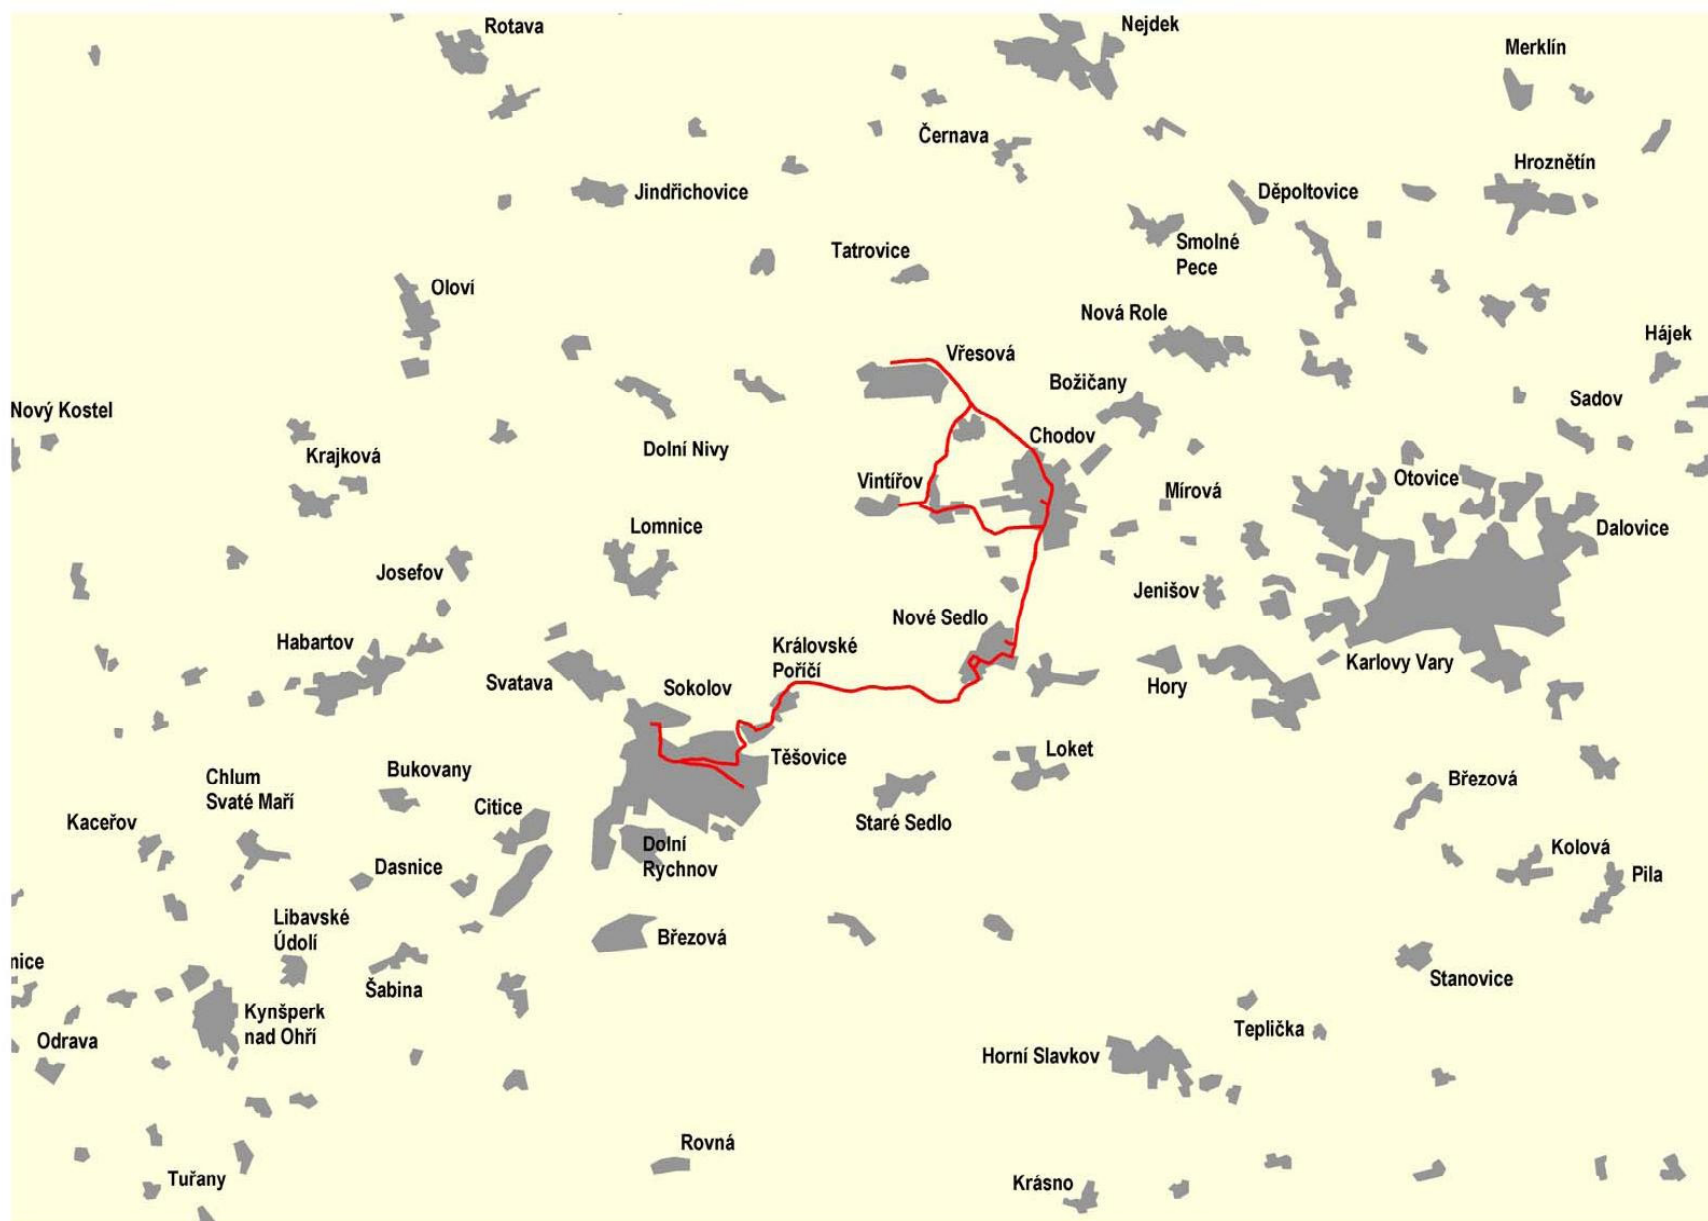 Rotava
Nejdek
Merklín
Černava
Hroznětín
Jindřichovice
Děpoltovice
Smolné
Pece
Tatrovice
Oloví
Nová Role
Hájek
Vřesová
Božičany
Sadov
Nový Kostel
Krajková
Dolní Nivy
Chodov
Vintířov
Mírová
Otovice
Lomnice
Dalovice
Josefov
Jenišov
Nové Sedlo
Habartov
Královské
Poříčí
Karlovy Vary
Svatava
Sokolov
Hory
Těšovice
Loket
Chlum
Svaté Maří
Bukovany
Březová
Citice
Kaceřov
Staré Sedlo
Dolní
Rychnov
Kolová
Dasnice
Pila
Libavské
Údolí
Březová
nice
Šabina
Stanovice
Kynšperk
nad Ohří
Teplička
Odrava
Horní Slavkov
Rovná
Tuřany
Krásno